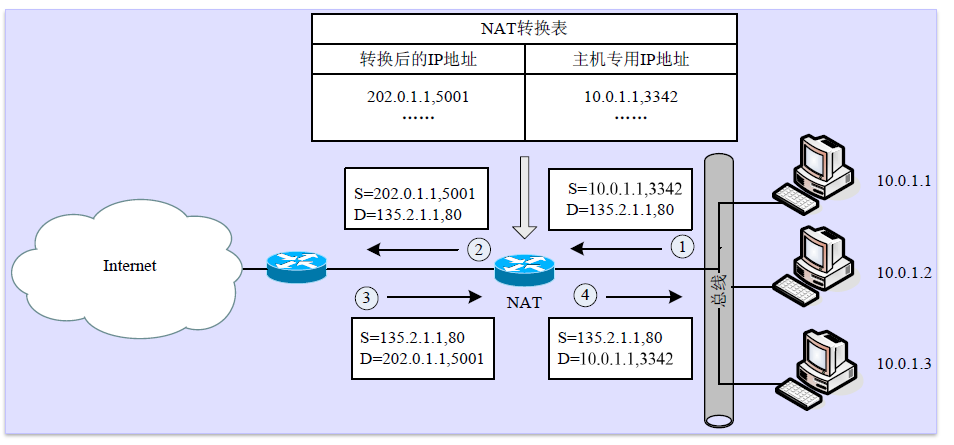 NAT转换表
转换后的IP地址
主机专用IP地址
202.0.1.1,5001
10.0.1.1,3342
……
……
S=202.0.1.1,5001
D=135.2.1.1,80
S=10.0.1.1,3342
D=135.2.1.1,80
10.0.1.1
②
①
Internet
10.0.1.2
③
④
NAT
总线
S=135.2.1.1,80
D=202.0.1.1,5001
S=135.2.1.1,80
D=10.0.1.1,3342
10.0.1.3